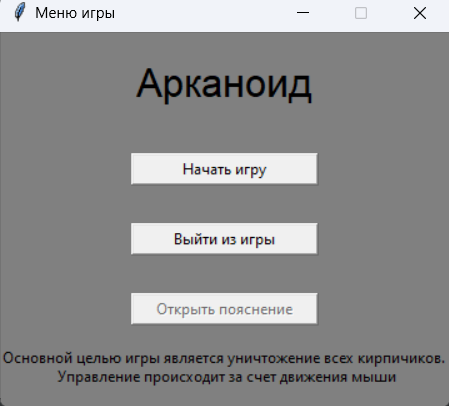 Меню игры
Арканоид
Начать игру
Выйти из игры
Открыть пояснение
Основной целью игры является уничтожение всех кирпичиков.
Управление происходит за счет движения мыши